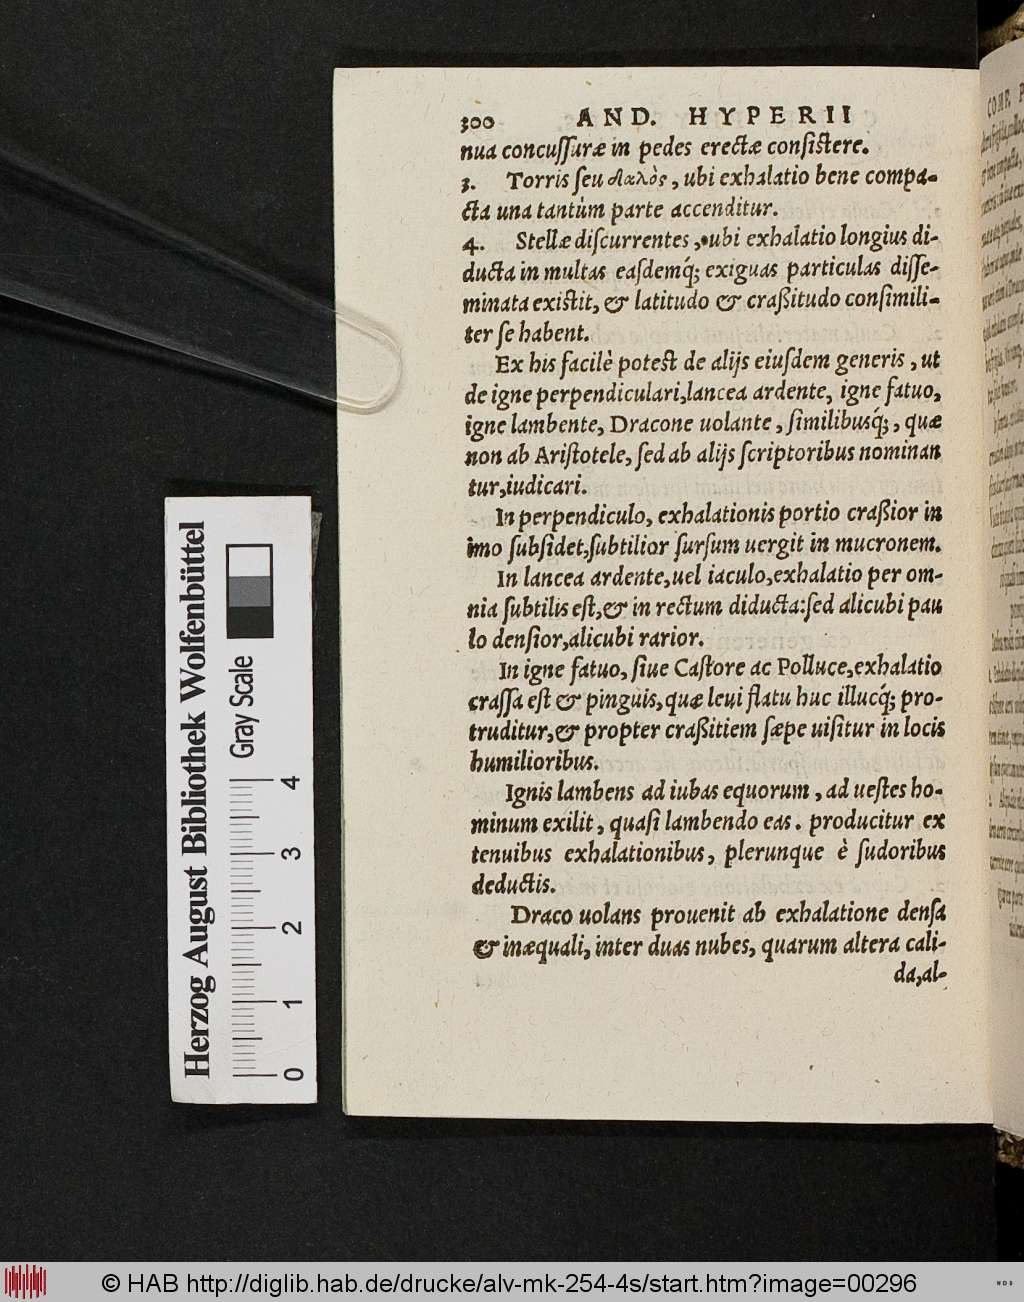 300 AND. HYPERII
nua concuſſuræ in pedes erectæ conſiſtere.
3. Torris ſeu δαλὸς, ubi exhalatio bene compa-
cta una tantùm parte accenditur.
4. Stellæ diſcurrentes, ubi exhalatio longius di-
ducta in multas eaſdemq́; exiguas particulas diſſe-
minata exiſtit, & latitudo & craßitudo conſimili-
ter ſe habent.
Ex his facilè poteſt de alijs eiuſdem generis, ut
de igne perpendiculari, lancea ardente, igne fatuo,
igne lambente, Dracone uolante, ſimilibusq́;, quæ
non ab Ariſtotele, ſed ab alijs ſcriptoribus nominan
tur, iudicari.
In perpendiculo, exhalationis portio craßior in
imo ſubſidet, ſubtilior ſurſum uergit in mucronem.
In lancea ardente, uel iaculo, exhalatio per om-
nia ſubtilis eſt, & in rectum diducta: ſed alicubi pau
lo denſior, alicubi rarior.
In igne fatuo, ſiue Caſtore ac Polluce, exhalatio
craſſa eſt & pinguis, quæ leui flatu huc illucq́; pro-
truditur, & propter craßitiem ſæpe uiſitur in locis
humilioribus.
Ignis lambens ad iubas equorum, ad ueſtes ho-
minum exilit, quaſi lambendo eas. producitur ex
tenuibus exhalationibus, plerunque è ſudoribus
deductis.
Draco uolans prouenit ab exhalatione denſa
& inæquali, inter duas nubes, quarum altera cali-
da, al-
Herzog August Bibliothek Wolfenbüttel
Gray Scale
0 1 2 3 4
© HAB http://diglib.hab.de/drucke/alv-mk-254-4s/start.htm?image=00296